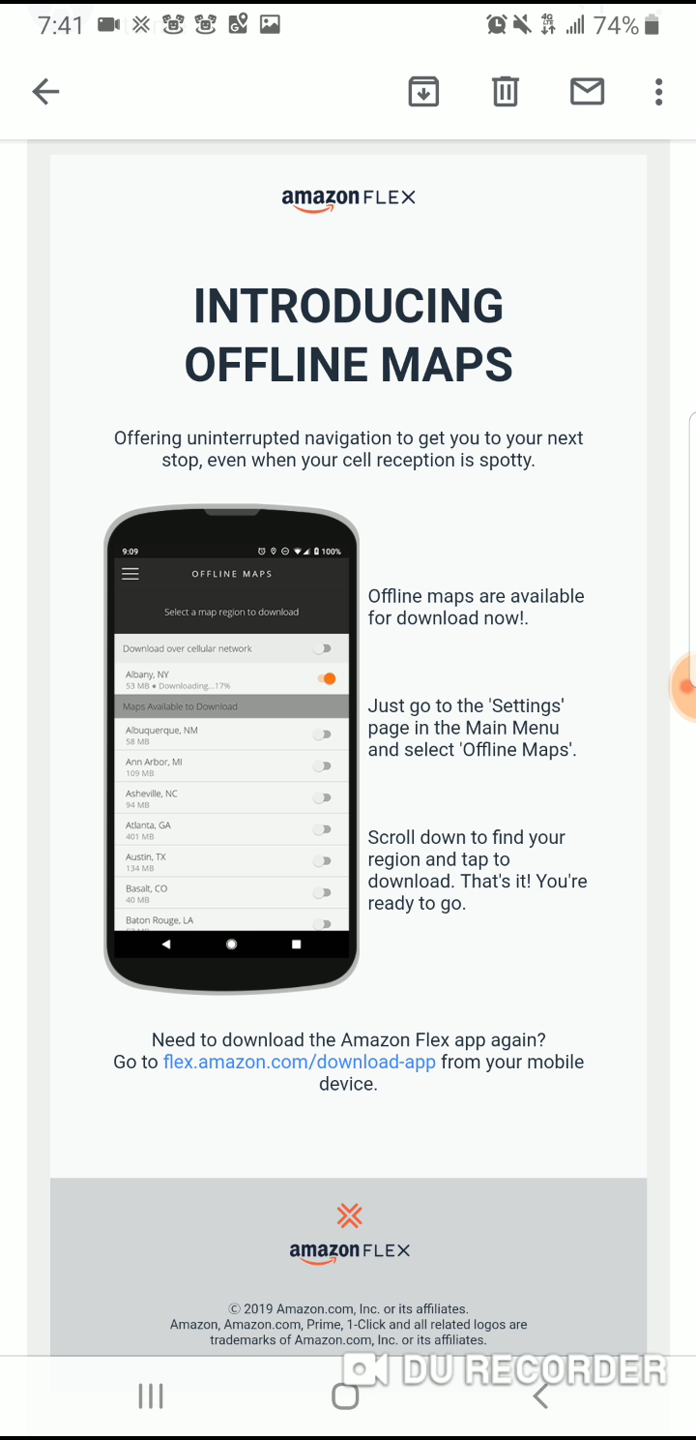 7:41
4G
LTE
74%
amazon FLEX
INTRODUCING
OFFLINE MAPS
Offering uninterrupted navigation to get you to your next
stop, even when your cell reception is spotty.
9:09
100%
OFFLINE MAPS
Select a map region to download
Download over cellular network
Albany, NY
53 MB • Downloading...17%
Maps Available to Download
Albuquerque, NM
58 MB
Ann Arbor, MI
109 MB
Asheville, NC
94 MB
Atlanta, GA
401 MB
Austin, TX
134 MB
Basalt, CO
40 MB
Baton Rouge, LA
Offline maps are available
for download now!.
Just go to the 'Settings'
page in the Main Menu
and select 'Offline Maps'.
Scroll down to find your
region and tap to
download. That's it! You're
ready to go.
Need to download the Amazon Flex app again?
Go to flex.amazon.com/download-app from your mobile
device.
amazon FLEX
© 2019 Amazon.com, Inc. or its affiliates.
Amazon, Amazon.com, Prime, 1-Click and all related logos are
trademarks of Amazon.com, Inc. or its affiliates.
DU RECORDER